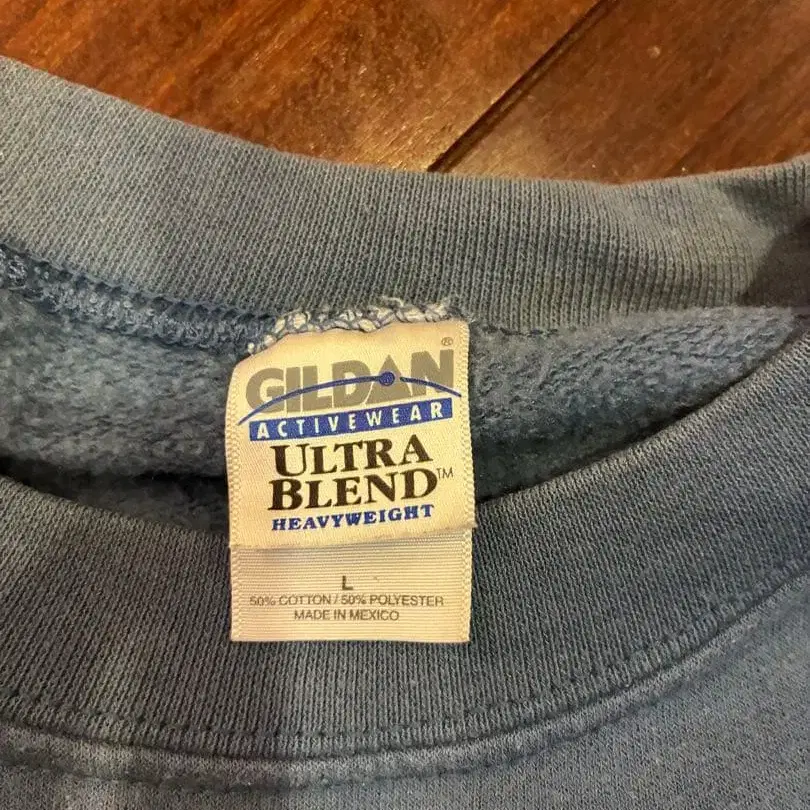 GILDAN®
ACTIVEWEAR
ULTRA
BLEND™
HEAVYWEIGHT
L
50% COTTON / 50% POLYESTER
MADE IN MEXICO